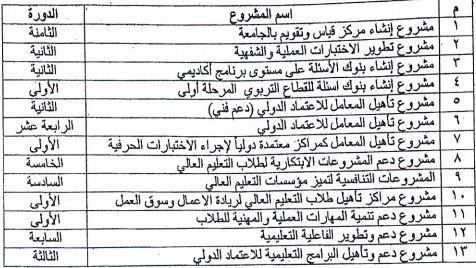 م اسم المشروع الدورة
١ مشروع إنشاء مركز قياس وتقويم بالجامعة الثامنة
٢ مشروع تطوير الاختبارات العملية والشفهية الثانية
٣ مشروع إنشاء بنوك الأسئلة على مستوى برنامج أكاديمي الثانية
٤ مشروع إنشاء بنوك اسئلة للقطاع التربوي المرحلة أولى الأولى
٥ مشروع تأهيل المعامل للاعتماد الدولي (دعم فني) الثانية
٦ مشروع تأهيل المعامل للاعتماد الدولي الرابعة عشر
٧ مشروع تأهيل المعامل كمراكز معتمدة دولياً لإجراء الاختبارات الحرفية الأولى
٨ مشروع دعم المشروعات الابتكارية لطلاب التعليم العالي الخامسة
٩ المشروعات التنافسية لتميز مؤسسات التعليم العالي السادسة
١٠ مشروع مراكز تأهيل طلاب التعليم العالي لريادة الاعمال وسوق العمل الأولى
١١ مشروع دعم تنمية المهارات العملية والمهنية للطلاب الأولى
١٢ مشروع دعم وتطوير الفاعلية التعليمية السابعة
١٣ مشروع دعم وتأهيل البرامج التعليمية للاعتماد الدولي الثالثة